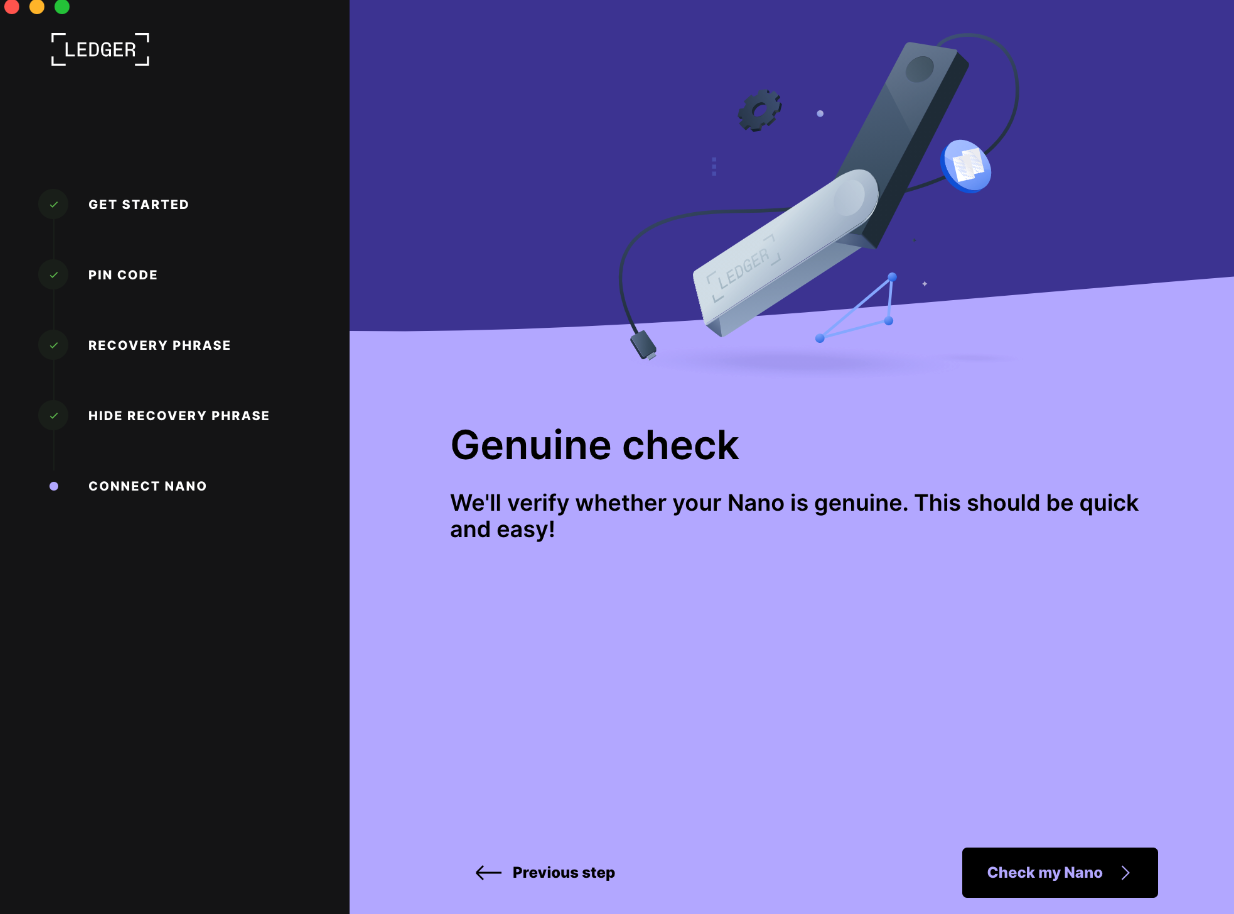 LEDGER
GET STARTED
PIN CODE
RECOVERY PHRASE
HIDE RECOVERY PHRASE
CONNECT NANO
LEDGER
Genuine check
We'll verify whether your Nano is genuine. This should be quick
and easy!
Previous step
Check my Nano